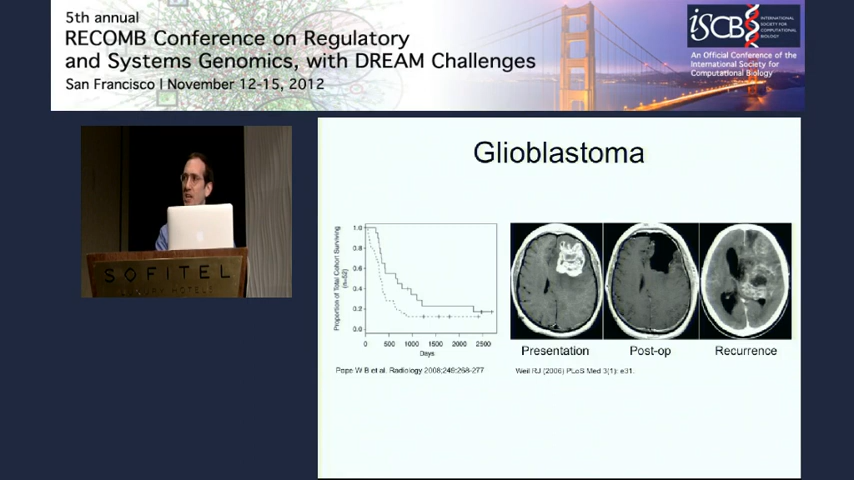 5th annual
RECOMB Conference on Regulatory
and Systems Genomics, with DREAM Challenges
San Francisco | November 12-15, 2012
iSCB
INTERNATIONAL
SOCIETY FOR
COMPUTATIONAL
BIOLOGY
An Official Conference of the
International Society for
Computational Biology
SOFITEL
LUXURY HOTELS
Glioblastoma
Proportion of Total Cohort Surviving
(n=52)
1.0
0.8
0.6
0.4
0.2
0.0
0 500 1000 1500 2000 2500
Days
Presentation
Post-op
Recurrence
Pope W B et al. Radiology 2008;249:268-277
Weil RJ (2006) PLoS Med 3(1): e31.